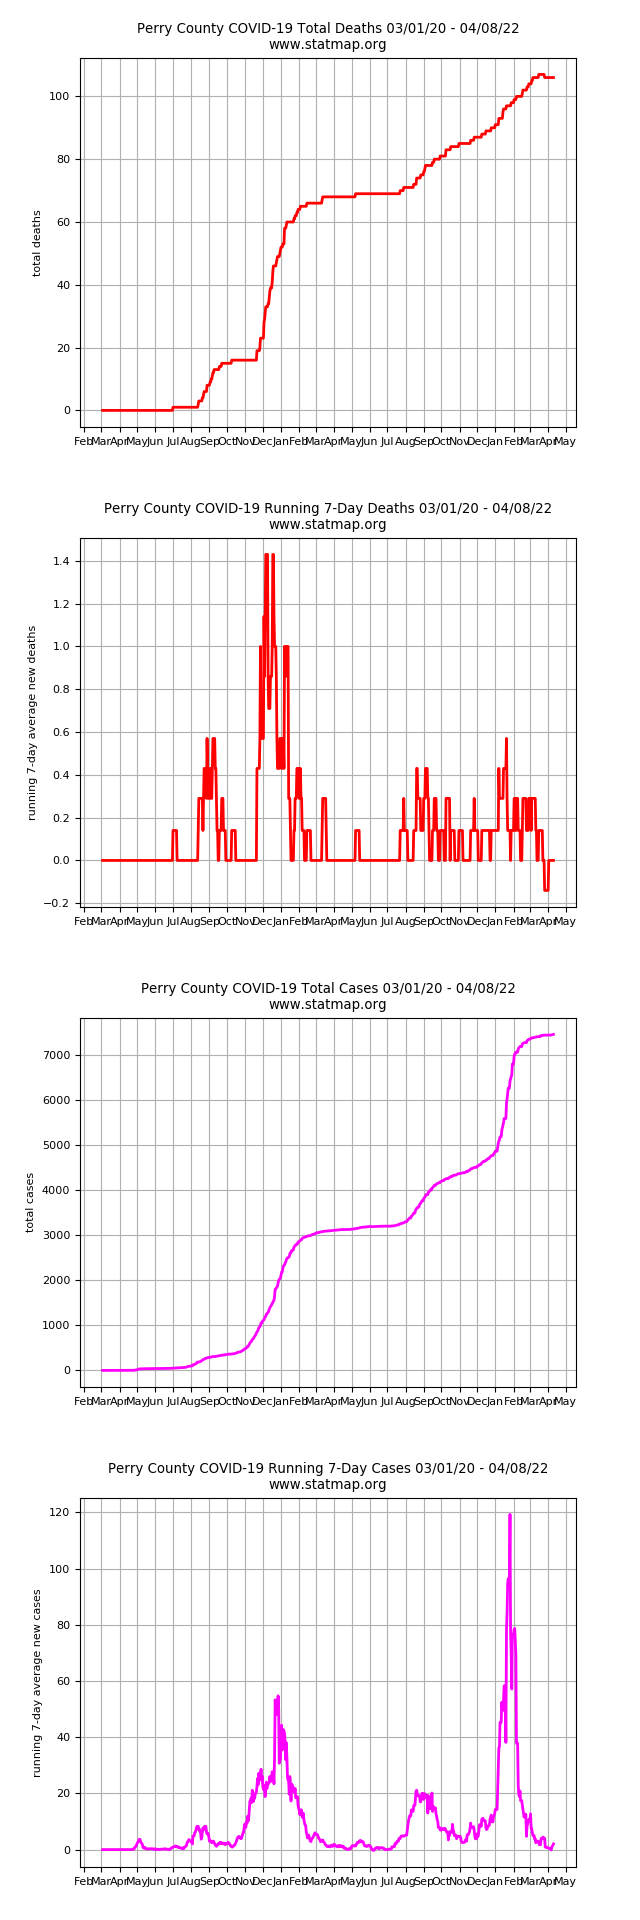 Perry County COVID-19 Total Deaths 03/01/20 - 04/08/22
www.statmap.org
100
80
60
40
20
0
total deaths
Feb Mar Apr May Jun Jul Aug Sep Oct Nov Dec Jan Feb Mar Apr May Jun Jul Aug Sep Oct Nov Dec Jan Feb Mar Apr May
Perry County COVID-19 Running 7-Day Deaths 03/01/20 - 04/08/22
www.statmap.org
1.4
1.2
1.0
0.8
0.6
0.4
0.2
0.0
−0.2
running 7-day average new deaths
Feb Mar Apr May Jun Jul Aug Sep Oct Nov Dec Jan Feb Mar Apr May Jun Jul Aug Sep Oct Nov Dec Jan Feb Mar Apr May
Perry County COVID-19 Total Cases 03/01/20 - 04/08/22
www.statmap.org
7000
6000
5000
4000
3000
2000
1000
0
total cases
Feb Mar Apr May Jun Jul Aug Sep Oct Nov Dec Jan Feb Mar Apr May Jun Jul Aug Sep Oct Nov Dec Jan Feb Mar Apr May
Perry County COVID-19 Running 7-Day Cases 03/01/20 - 04/08/22
www.statmap.org
120
100
80
60
40
20
0
running 7-day average new cases
Feb Mar Apr May Jun Jul Aug Sep Oct Nov Dec Jan Feb Mar Apr May Jun Jul Aug Sep Oct Nov Dec Jan Feb Mar Apr May